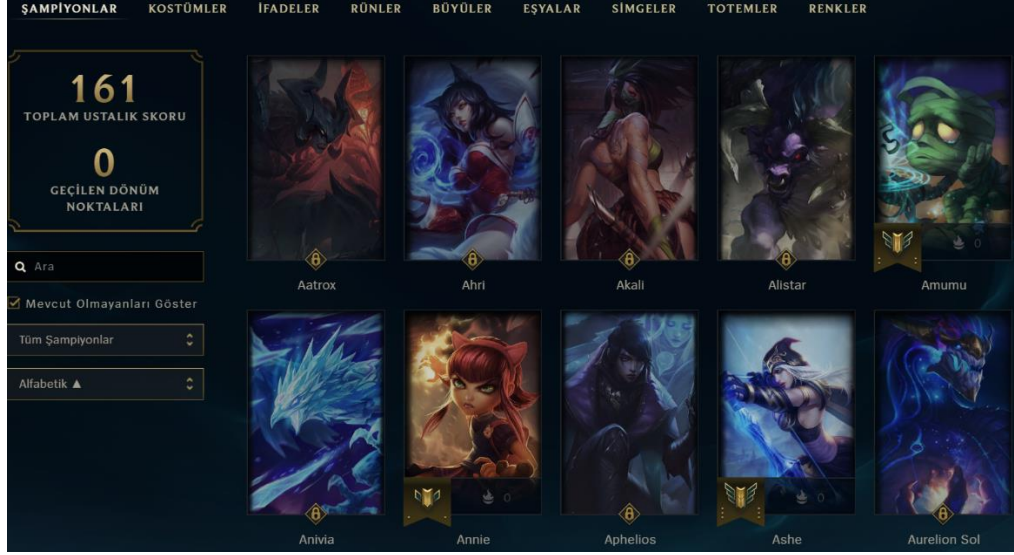 ŞAMPİYONLAR KOSTÜMLER İFADELER RÜNLER BÜYÜLER EŞYALAR SİMGELER TOTEMLER RENKLER
161
TOPLAM USTALIK SKORU
0
GEÇİLEN DÖNÜM
NOKTALARI
Ara
Mevcut Olmayanları Göster
Tüm Şampiyonlar
Alfabetik ▲
0
Aatrox Ahri Akali Alistar Amumu
0 0
Anivia Annie Aphelios Ashe Aurelion Sol